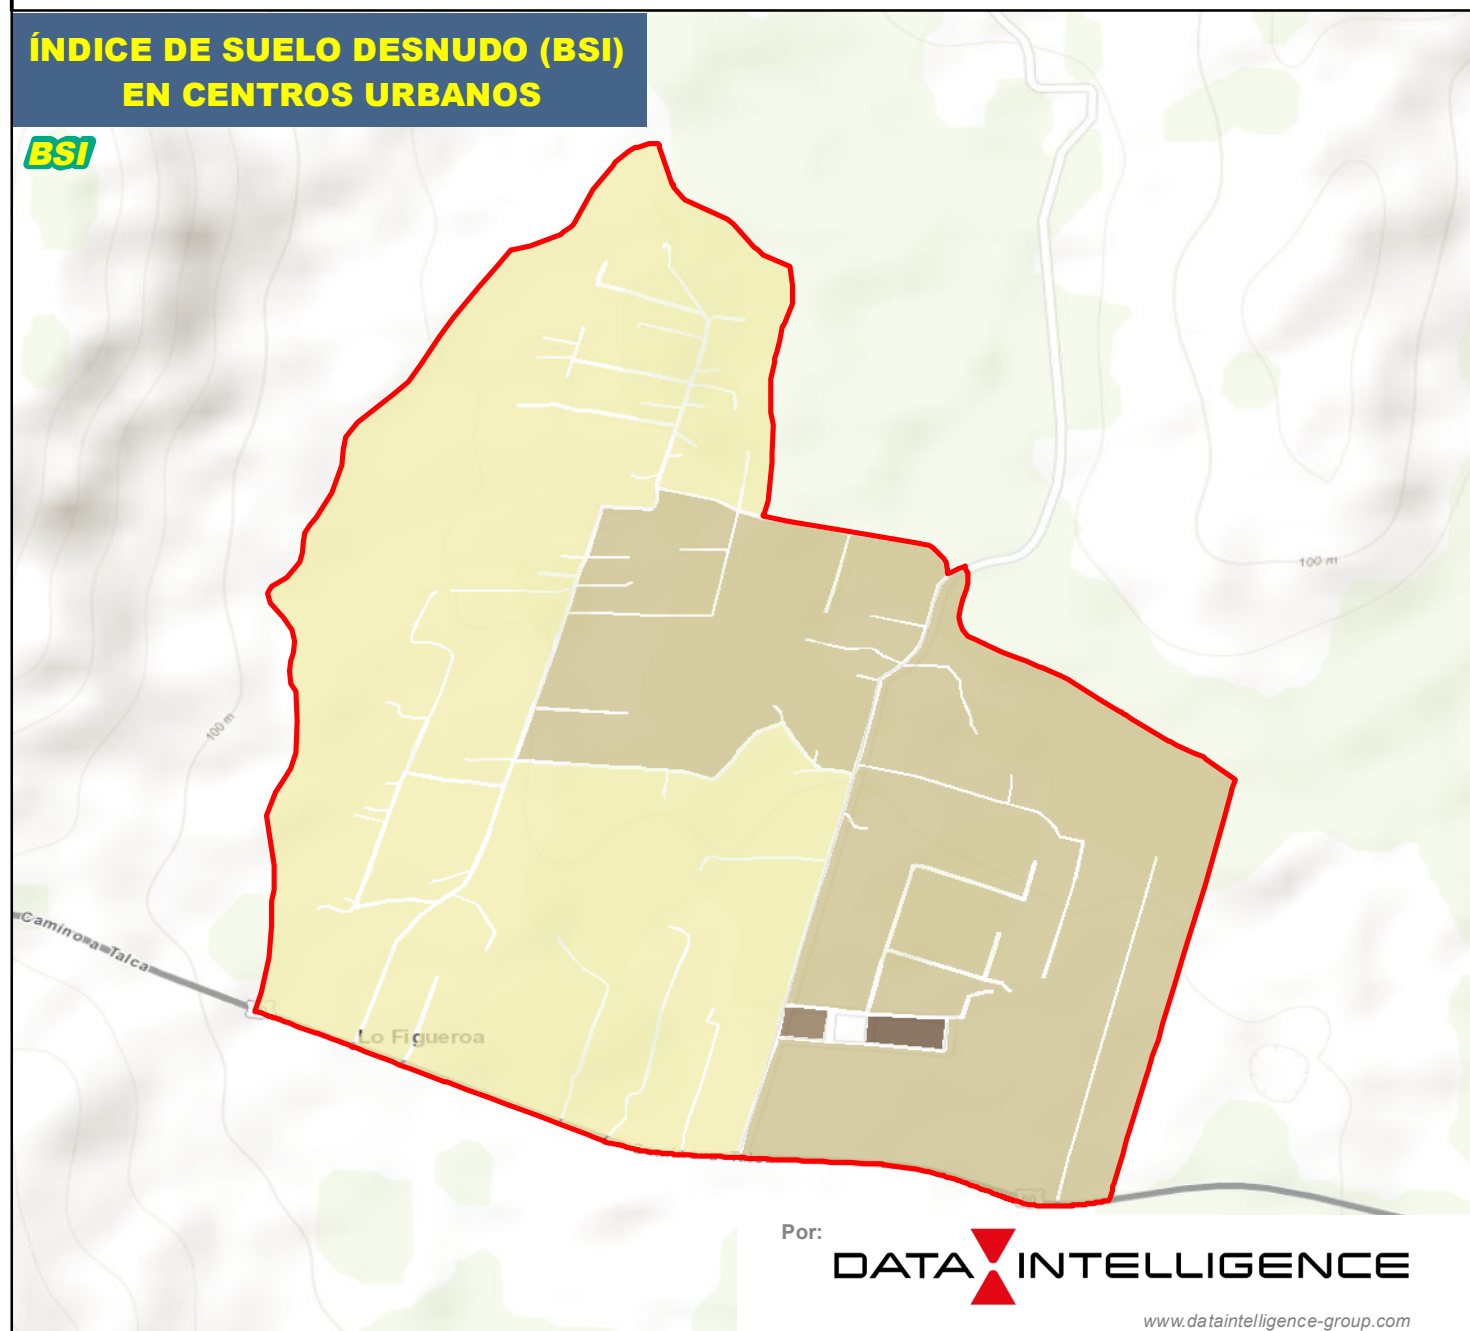 ÍNDICE DE SUELO DESNUDO (BSI)
EN CENTROS URBANOS
BSI
100 m
100 m
Camino a Talca
Lo Figueroa
Por:
DATA INTELLIGENCE
www.dataintelligence-group.com